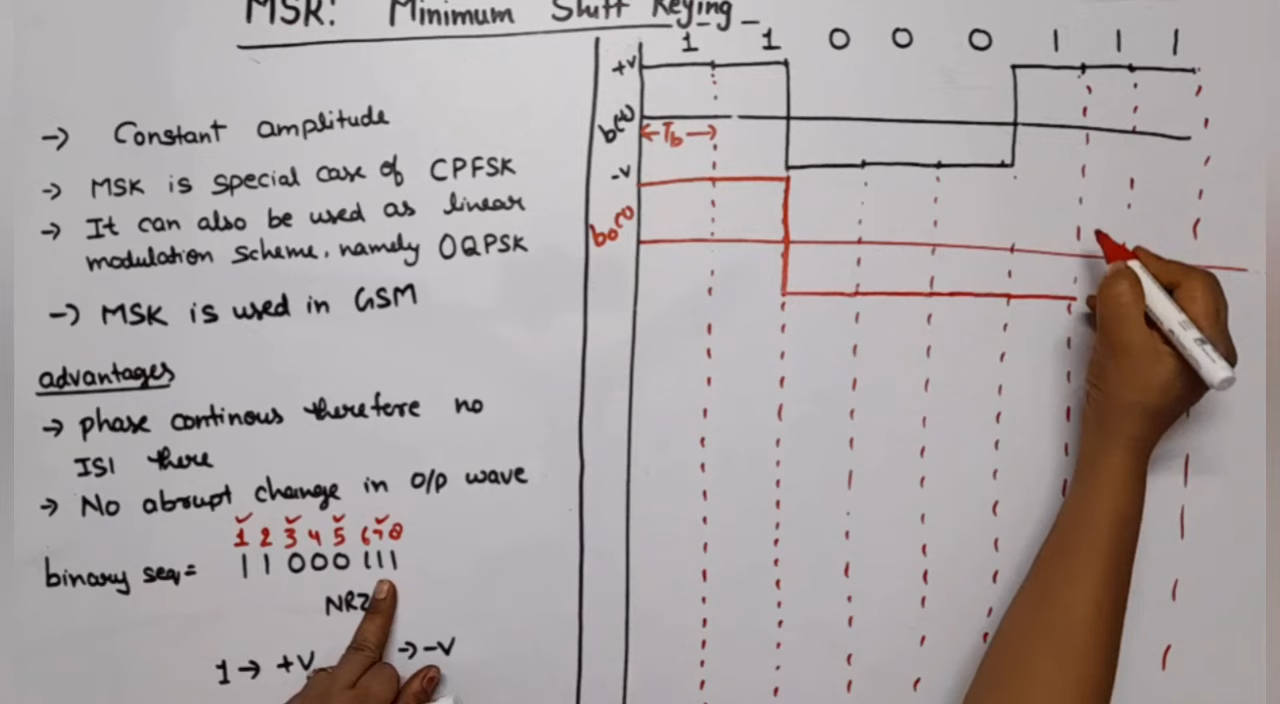 MSK: Minimum Shift Keying
-> Constant amplitude
-> MSK is special case of CPFSK
-> It can also be used as linear
modulation scheme, namely OQPSK
-> MSK is used in GSM
advantages
-> phase continous therefore no
ISI there
-> No abrupt change in O/P wave
1 2 3 4 5 6 7 8
binary seq = 1 1 0 0 0 1 1 1
NRZ
1 -> +V -> -V
1 1 0 0 0 1 1 1
+V
b(t)
Tb
-V
bo(t)